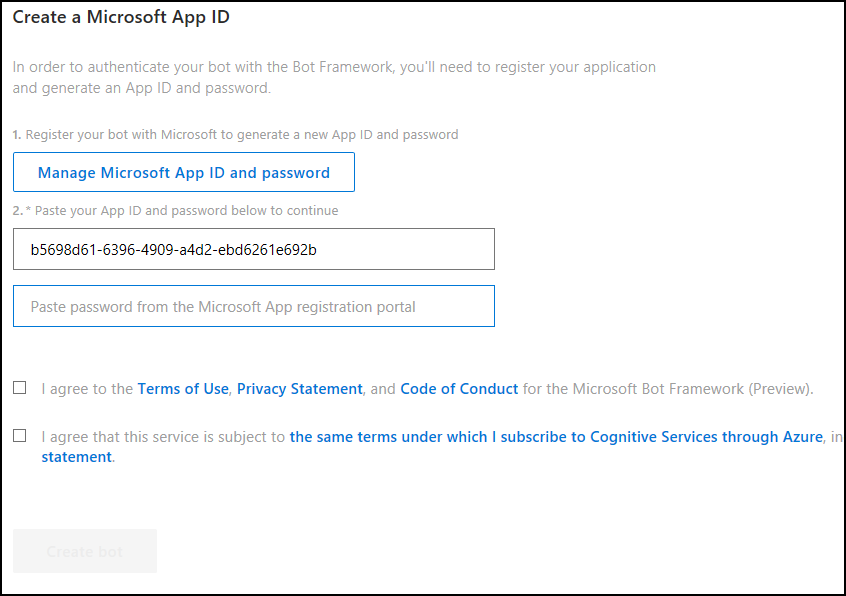 Create a Microsoft App ID
In order to authenticate your bot with the Bot Framework, you'll need to register your application
and generate an App ID and password.
1. Register your bot with Microsoft to generate a new App ID and password
Manage Microsoft App ID and password
2.* Paste your App ID and password below to continue
b5698d61-6396-4909-a4d2-ebd6261e692b
Paste password from the Microsoft App registration portal
I agree to the Terms of Use, Privacy Statement, and Code of Conduct for the Microsoft Bot Framework (Preview).
I agree that this service is subject to the same terms under which I subscribe to Cognitive Services through Azure, in
statement.
Create bot